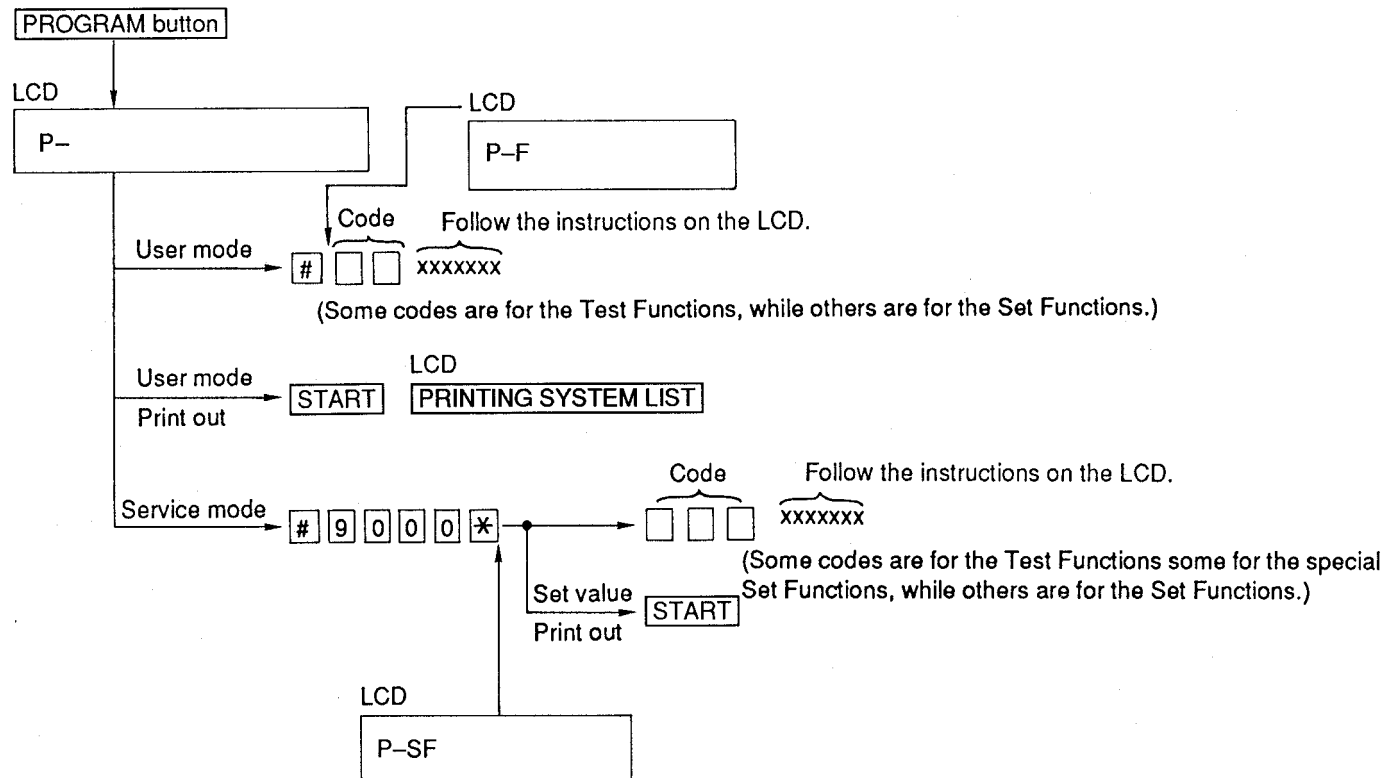 PROGRAM button
LCD
P–
LCD
P–F
Code Follow the instructions on the LCD.
User mode
# xxxxxxx
(Some codes are for the Test Functions, while others are for the Set Functions.)
LCD
User mode
START PRINTING SYSTEM LIST
Print out
Code Follow the instructions on the LCD.
Service mode
# 9 0 0 0 * xxxxxxx
(Some codes are for the Test Functions some for the special
Set Functions, while others are for the Set Functions.)
Set value
START
Print out
LCD
P–SF